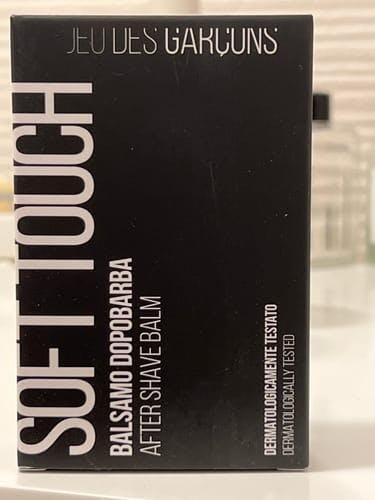 JEU DES GARÇONS
SOFT TOUCH
BALSAMO DOPOBARBA
AFTER SHAVE BALM
DERMATOLOGICAMENTE TESTATO
DERMATOLOGICALLY TESTED